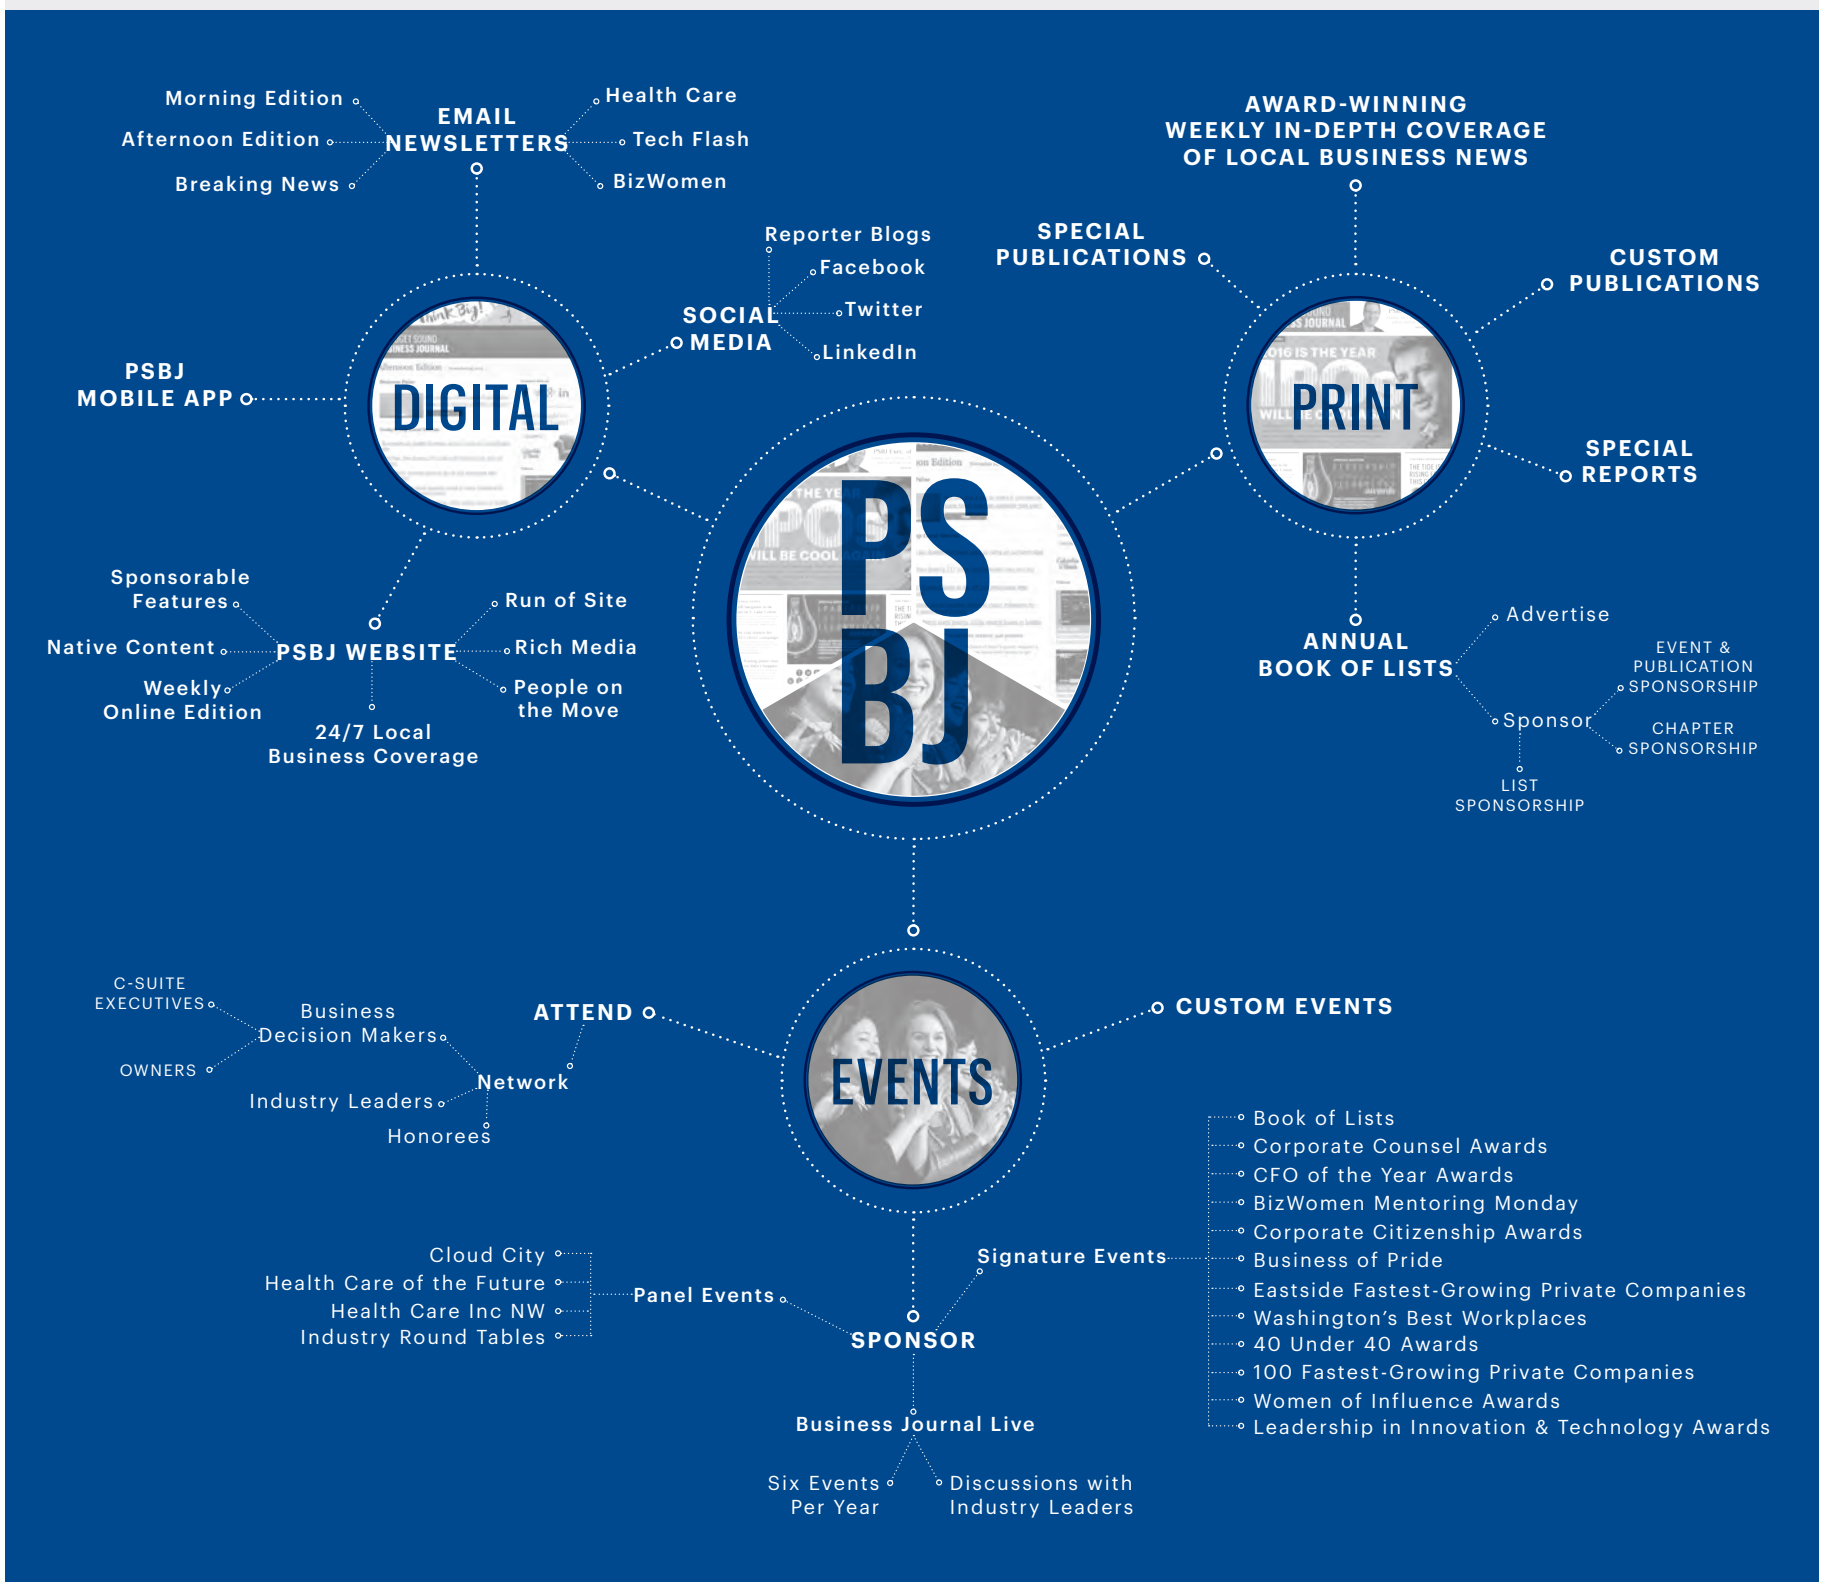 Morning Edition
Afternoon Edition
Breaking News
EMAIL
NEWSLETTERS
Health Care
Tech Flash
BizWomen
Reporter Blogs
Facebook
Twitter
LinkedIn
SOCIAL
MEDIA
PSBJ
MOBILE APP
DIGITAL
Sponsorable
Features
Native Content
Weekly
Online Edition
PSBJ WEBSITE
24/7 Local
Business Coverage
Run of Site
Rich Media
People on
the Move
PS
BJ
AWARD-WINNING
WEEKLY IN-DEPTH COVERAGE
OF LOCAL BUSINESS NEWS
SPECIAL
PUBLICATIONS
CUSTOM
PUBLICATIONS
2016 IS THE YEAR
PRINT
SPECIAL
REPORTS
ANNUAL
BOOK OF LISTS
Advertise
Sponsor
EVENT &
PUBLICATION
SPONSORSHIP
CHAPTER
SPONSORSHIP
LIST
SPONSORSHIP
EVENTS
ATTEND
Network
Business
Decision Makers
C-SUITE
EXECUTIVES
OWNERS
Industry Leaders
Honorees
CUSTOM EVENTS
SPONSOR
Panel Events
Cloud City
Health Care of the Future
Health Care Inc NW
Industry Round Tables
Signature Events
Book of Lists
Corporate Counsel Awards
CFO of the Year Awards
BizWomen Mentoring Monday
Corporate Citizenship Awards
Business of Pride
Eastside Fastest-Growing Private Companies
Washington's Best Workplaces
40 Under 40 Awards
100 Fastest-Growing Private Companies
Women of Influence Awards
Leadership in Innovation & Technology Awards
Business Journal Live
Six Events
Per Year
Discussions with
Industry Leaders